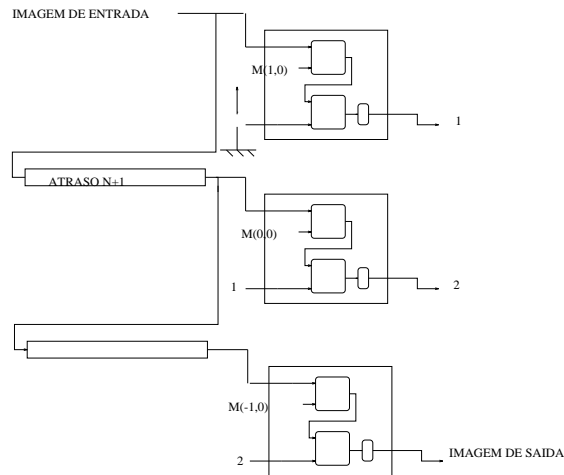 IMAGEM DE ENTRADA
M(1,0)
1
ATRASO N+1
M(0,0)
1
2
M(-1,0)
2
IMAGEM DE SAIDA